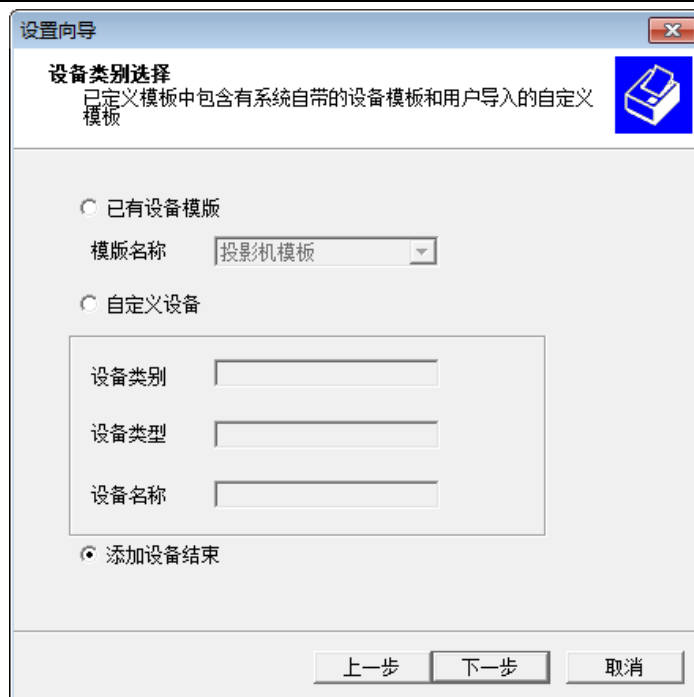 设置向导
设备类别选择
已定义模板中包含有系统自带的设备模板和用户导入的自定义
模板
已有设备模版
模版名称
投影机模板
自定义设备
设备类别
设备类型
设备名称
添加设备结束
上一步
下一步
取消